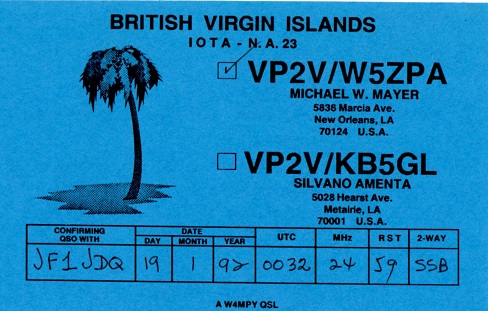 BRITISH VIRGIN ISLANDS
IOTA - N.A. 23
VP2V/W5ZPA
MICHAEL W. MAYER
5836 Marcia Ave.
New Orleans, LA
70124 U.S.A.
VP2V/KB5GL
SILVANO AMENTA
5028 Hearst Ave.
Metairie, LA
70001 U.S.A.
CONFIRMING QSO WITH DATE DAY MONTH YEAR UTC MHz RST 2-WAY
JF1JDQ 19 1 92 0032 24 59 SSB
A W4MPY QSL